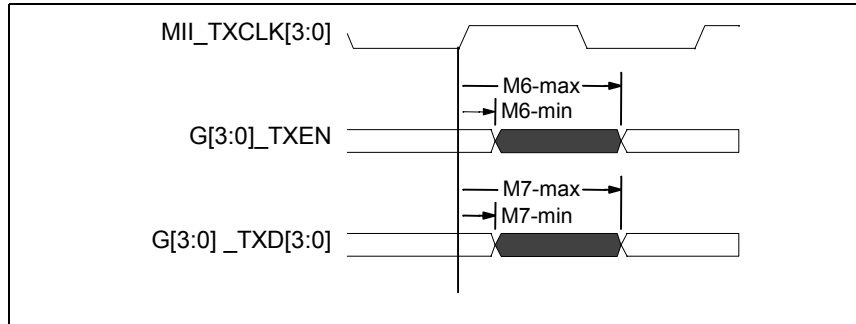 MII_TXCLK[3:0]
M6-max
M6-min
G[3:0]_TXEN
M7-max
M7-min
G[3:0] _TXD[3:0]